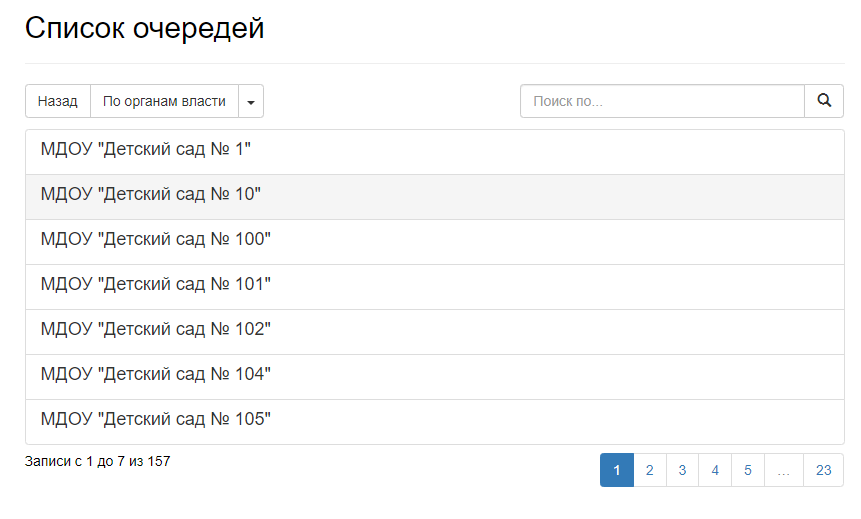 Список очередей
Назад По органам власти Поиск по...
МДОУ "Детский сад № 1"
МДОУ "Детский сад № 10"
МДОУ "Детский сад № 100"
МДОУ "Детский сад № 101"
МДОУ "Детский сад № 102"
МДОУ "Детский сад № 104"
МДОУ "Детский сад № 105"
Записи с 1 до 7 из 157 1 2 3 4 5 ... 23